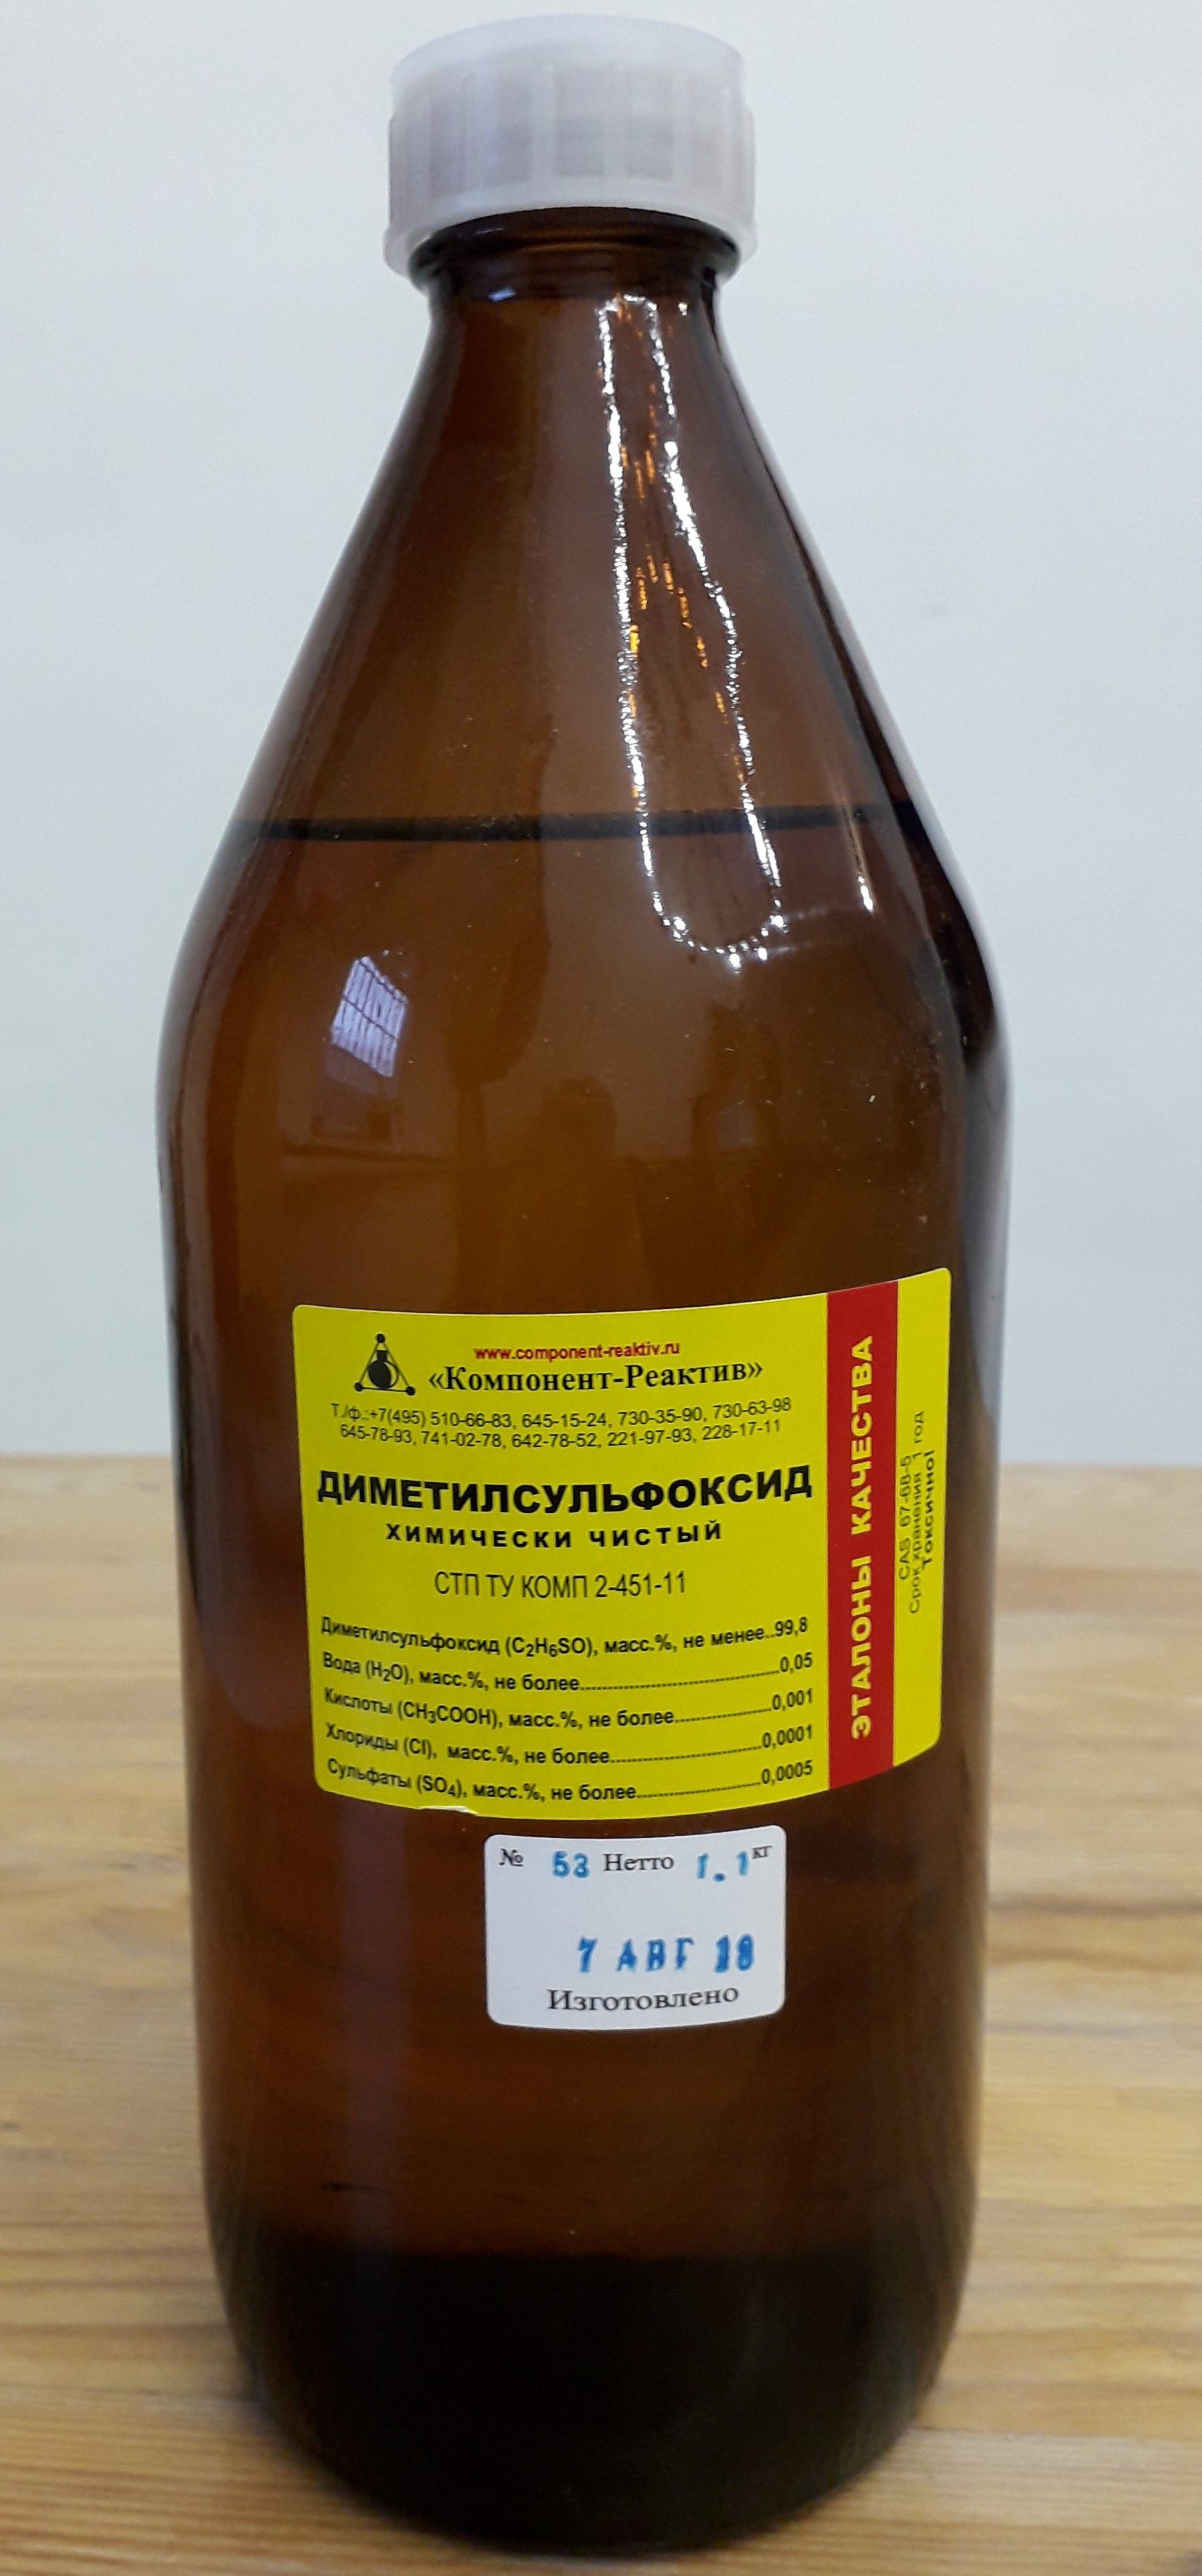 www.component-reaktiv.ru
«Компонент-Реактив»
Т./ф.:+7(495) 510-66-83, 645-15-24, 730-35-90, 730-63-98
645-78-93, 741-02-78, 642-78-52, 221-97-93, 228-17-11
ДИМЕТИЛСУЛЬФОКСИД
ХИМИЧЕСКИ ЧИСТЫЙ
СТП ТУ КОМП 2-451-11
Диметилсульфоксид (C2H6SO), масс.%, не менее..99,8
Вода (H2O), масс.%, не более....................0,05
Кислоты (CH3COOH), масс.%, не более....................0,001
Хлориды (Cl), масс.%, не более....................0,0001
Сульфаты (SO4), масс.%, не более....................0,0005
ЭТАЛОНЫ КАЧЕСТВА
CAS 67-68-5
Срок хранения 1 год
Токсично!
№ 53 Нетто 1.1 кг
7 АВГ 18
Изготовлено